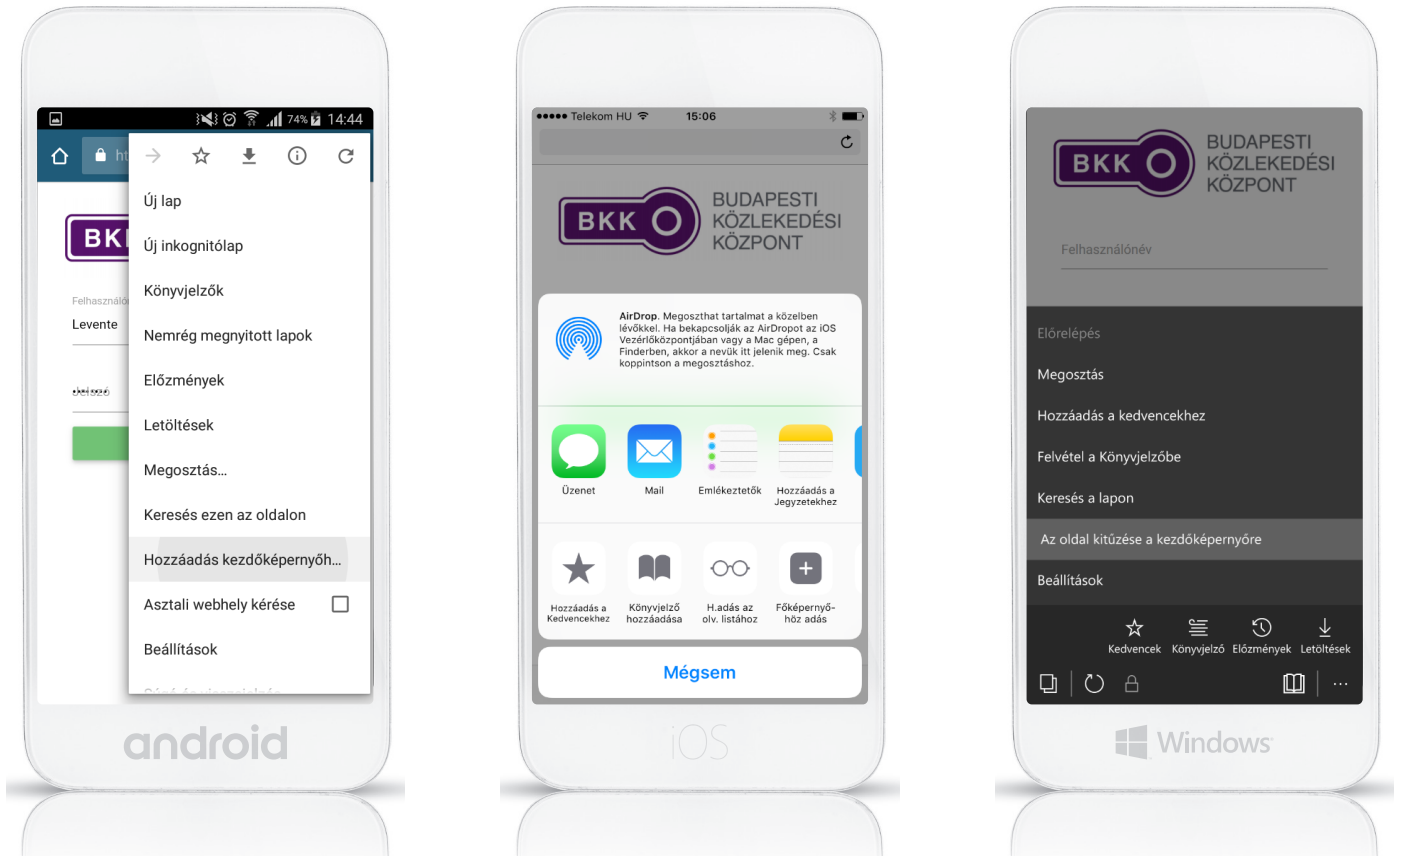 74% 14:44
ht
Új lap
Új inkognitólap
BK
Könyvjelzők
Felhasználó
Levente
Nemrég megnyitott lapok
Előzmények
Letöltések
Megosztás...
Keresés ezen az oldalon
Hozzáadás kezdőképernyőh...
Asztali webhely kérése
Beállítások
android
Telekom HU 15:06
BKK
BUDAPESTI
KÖZLEKEDÉSI
KÖZPONT
AirDrop. Megoszthat tartalmat a közelben
lévőkkel. Ha bekapcsolják az AirDropot az iOS
Vezérlőközpontjában vagy a Mac gépen, a
Finderben, akkor a nevük itt jelenik meg. Csak
koppintson a megosztáshoz.
Üzenet
Mail
Emlékeztetők
Hozzáadás a
Jegyzetekhez
Hozzáadás a
Kedvencekhez
Könyvjelző
hozzáadása
H.adás az
olv. listához
Főképernyő-
höz adás
Mégsem
iOS
BKK
BUDAPESTI
KÖZLEKEDÉSI
KÖZPONT
Felhasználónév
Előrelépés
Megosztás
Hozzáadás a kedvencekhez
Felvétel a Könyvjelzőbe
Keresés a lapon
Az oldal kitűzése a kezdőképernyőre
Beállítások
Kedvencek Könyvjelző Előzmények Letöltések
Windows